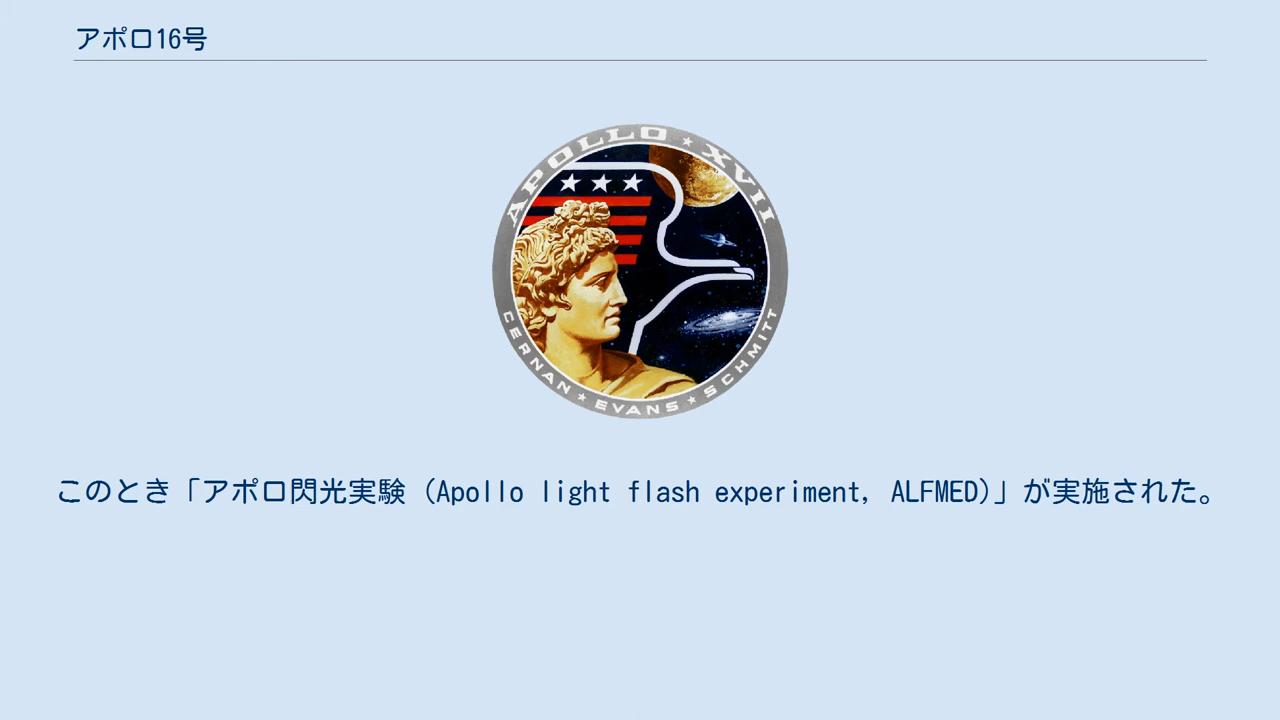 アポロ16号
APOLLO ★ XVII
CERNAN ★ EVANS ★ SCHMITT
このとき「アポロ閃光実験（Apollo light flash experiment, ALFMED)」が実施された。